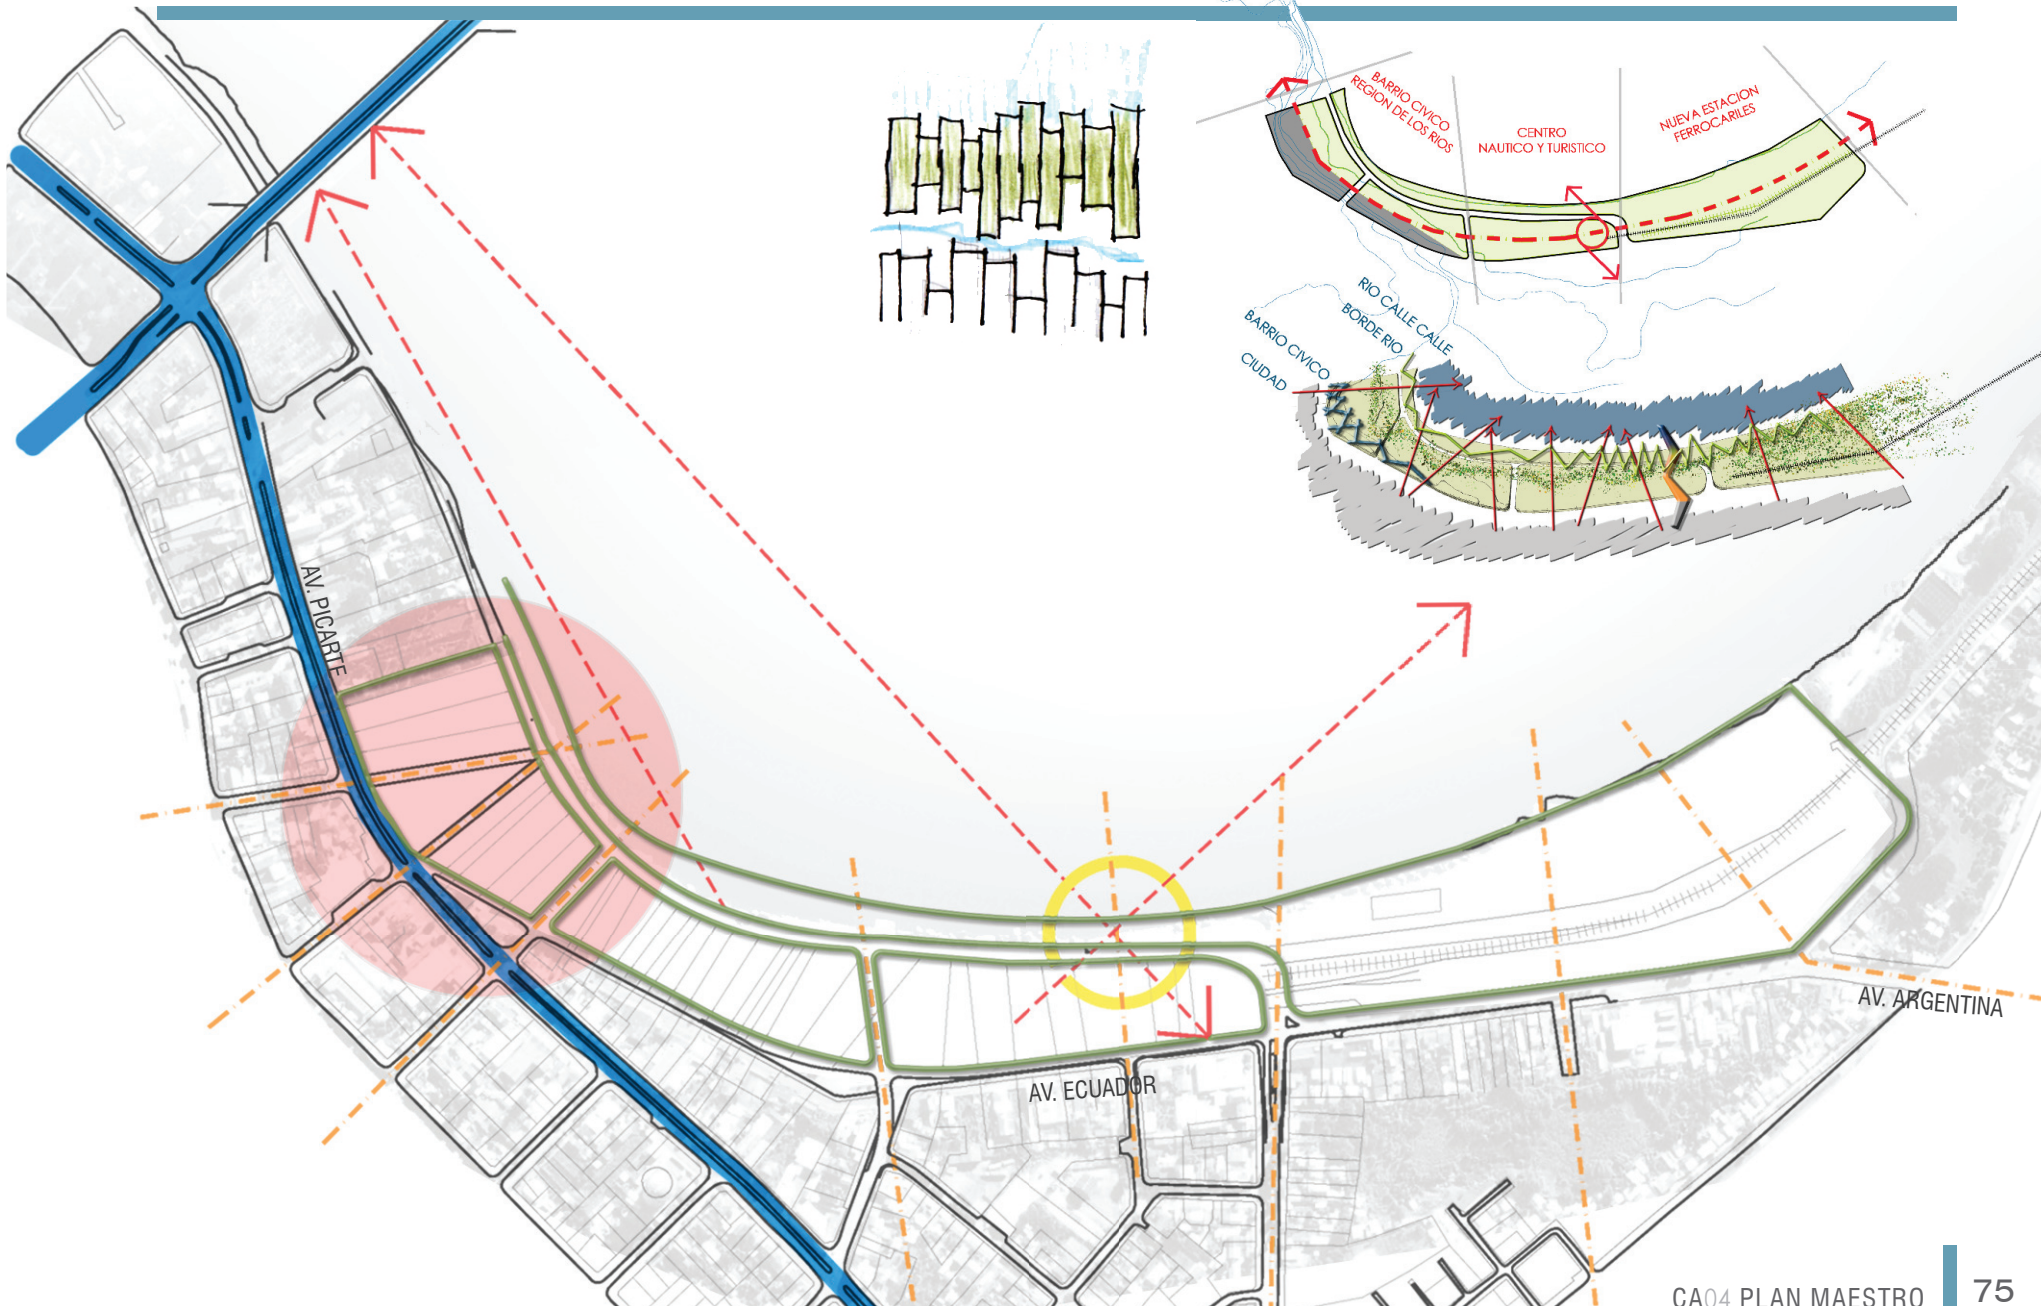 BARRIO CIVICO
REGION DE LOS RIOS
CENTRO
NAUTICO Y TURISTICO
NUEVA ESTACION
FERROCARILES
RIO CALLE CALLE
BORDE RIO
BARRIO CIVICO
CIUDAD
AV. PICARTE
AV. ARGENTINA
AV. ECUADOR
CA04 PLAN MAESTRO
75